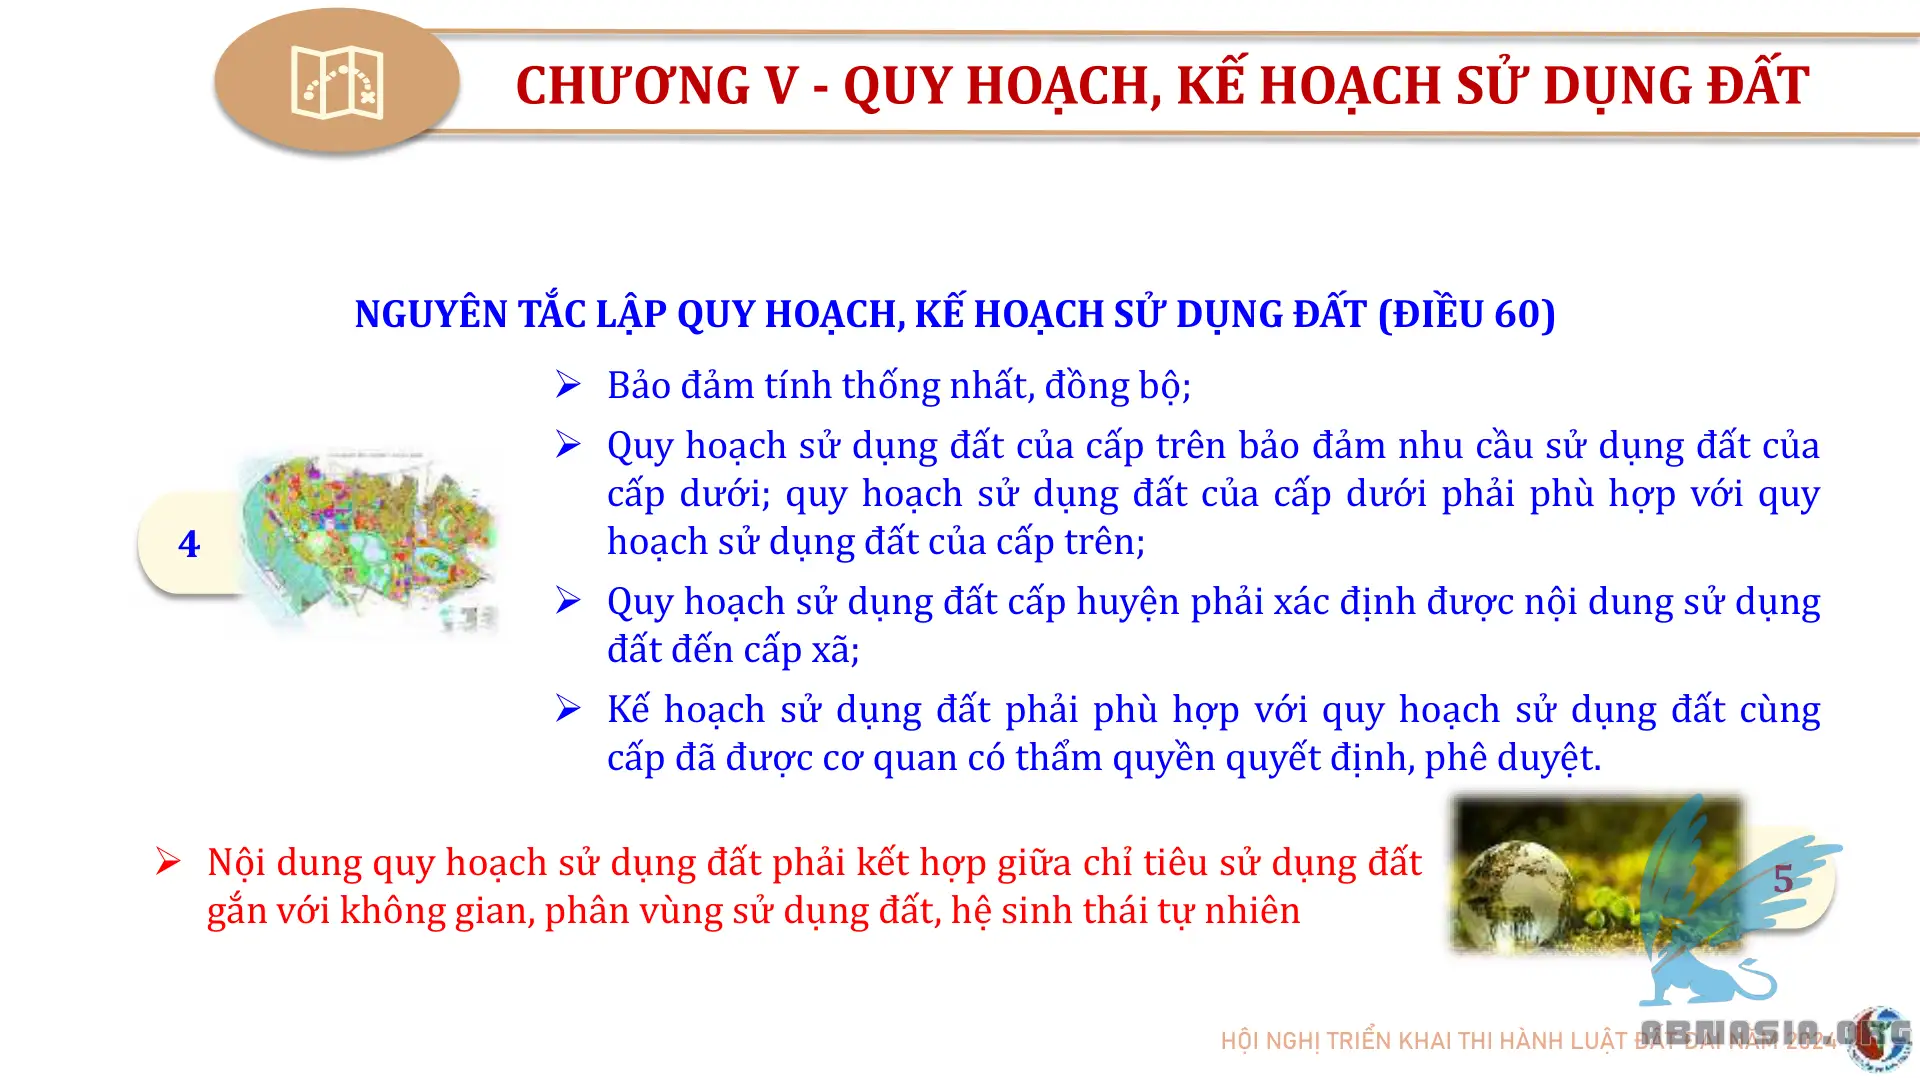 CHƯƠNG V - QUY HOẠCH, KẾ HOẠCH SỬ DỤNG ĐẤT
NGUYÊN TẮC LẬP QUY HOẠCH, KẾ HOẠCH SỬ DỤNG ĐẤT (ĐIỀU 60)
4
➢ Bảo đảm tính thống nhất, đồng bộ;
➢ Quy hoạch sử dụng đất của cấp trên bảo đảm nhu cầu sử dụng đất của
cấp dưới; quy hoạch sử dụng đất của cấp dưới phải phù hợp với quy
hoạch sử dụng đất của cấp trên;
➢ Quy hoạch sử dụng đất cấp huyện phải xác định được nội dung sử dụng
đất đến cấp xã;
➢ Kế hoạch sử dụng đất phải phù hợp với quy hoạch sử dụng đất cùng
cấp đã được cơ quan có thẩm quyền quyết định, phê duyệt.
➢ Nội dung quy hoạch sử dụng đất phải kết hợp giữa chỉ tiêu sử dụng đất
gắn với không gian, phân vùng sử dụng đất, hệ sinh thái tự nhiên
5
HỘI NGHỊ TRIỂN KHAI THI HÀNH LUẬT ĐẤT ĐAI NĂM 2024
ABMASIA.ORG